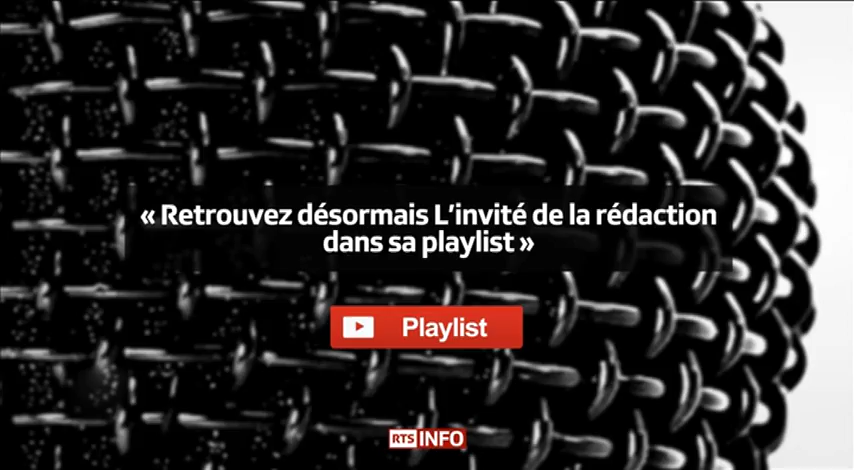 « Retrouvez désormais L'invité de la rédaction
dans sa playlist »
Playlist
RTS INFO